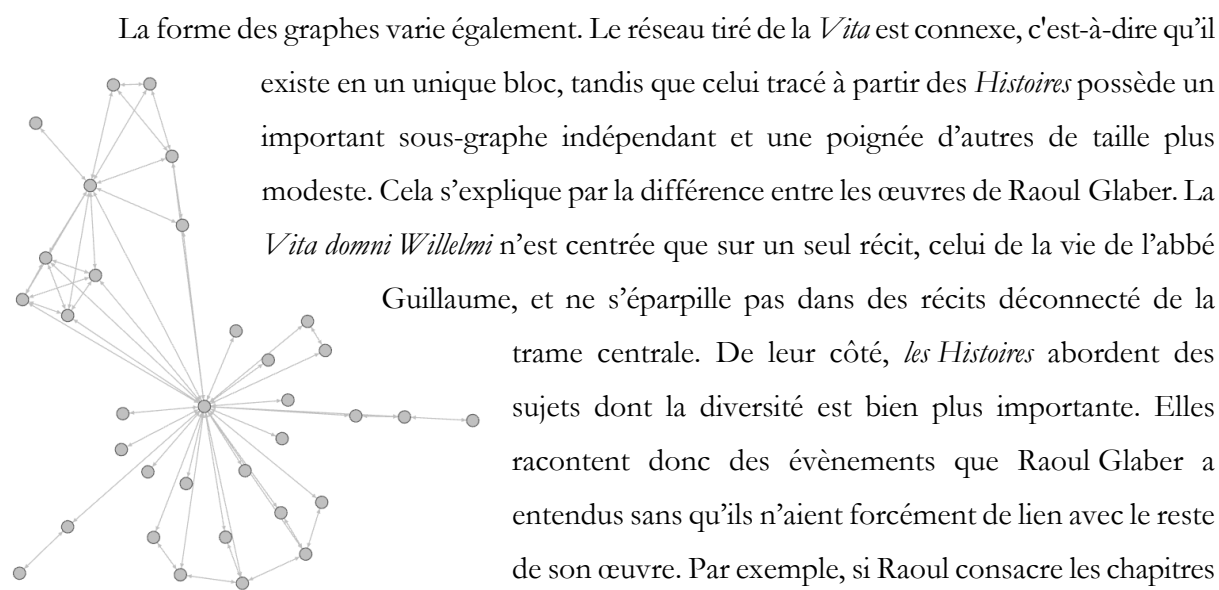 La forme des graphes varie également. Le réseau tiré de la Vita est connexe, c'est-à-dire qu’il
existe en un unique bloc, tandis que celui tracé à partir des Histoires possède un
important sous-graphe indépendant et une poignée d’autres de taille plus
modeste. Cela s’explique par la différence entre les œuvres de Raoul Glaber. La
Vita domni Willelmi n’est centrée que sur un seul récit, celui de la vie de l’abbé
Guillaume, et ne s’éparpille pas dans des récits déconnecté de la
trame centrale. De leur côté, les Histoires abordent des
sujets dont la diversité est bien plus importante. Elles
racontent donc des évènements que Raoul Glaber a
entendus sans qu’ils n’aient forcément de lien avec le reste
de son œuvre. Par exemple, si Raoul consacre les chapitres